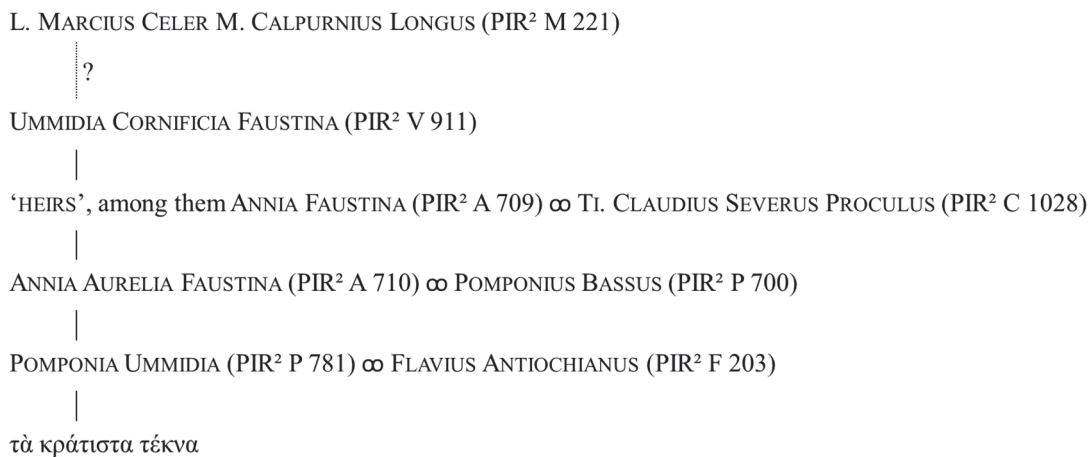 L. MARCIUS CELER M. CALPURNIUS LONGUS (PIR² M 221)
?
UMMIDIA CORNIFICIA FAUSTINA (PIR² V 911)
‘HEIRS’, among them ANNIA FAUSTINA (PIR² A 709) ꝏ TI. CLAUDIUS SEVERUS PROCULUS (PIR² C 1028)
ANNIA AURELIA FAUSTINA (PIR² A 710) ꝏ POMPONIUS BASSUS (PIR² P 700)
POMPONIA UMMIDIA (PIR² P 781) ꝏ FLAVIUS ANTIOCHIANUS (PIR² F 203)
τὰ κράτιστα τέκνα